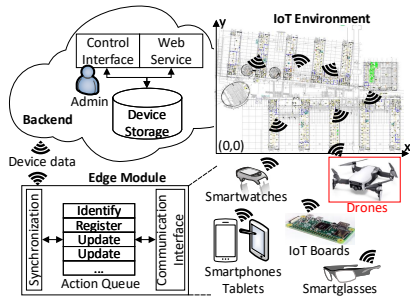 y
IoT Environment
Control
Interface
Web
Service
Admin
Device
Storage
Backend
(0,0)
x
Device data
Edge Module
Synchronization
Identify
Register
Update
Update
...
Action Queue
Communication
Interface
Smartwatches
Drones
Smartphones
Tablets
IoT Boards
Smartglasses